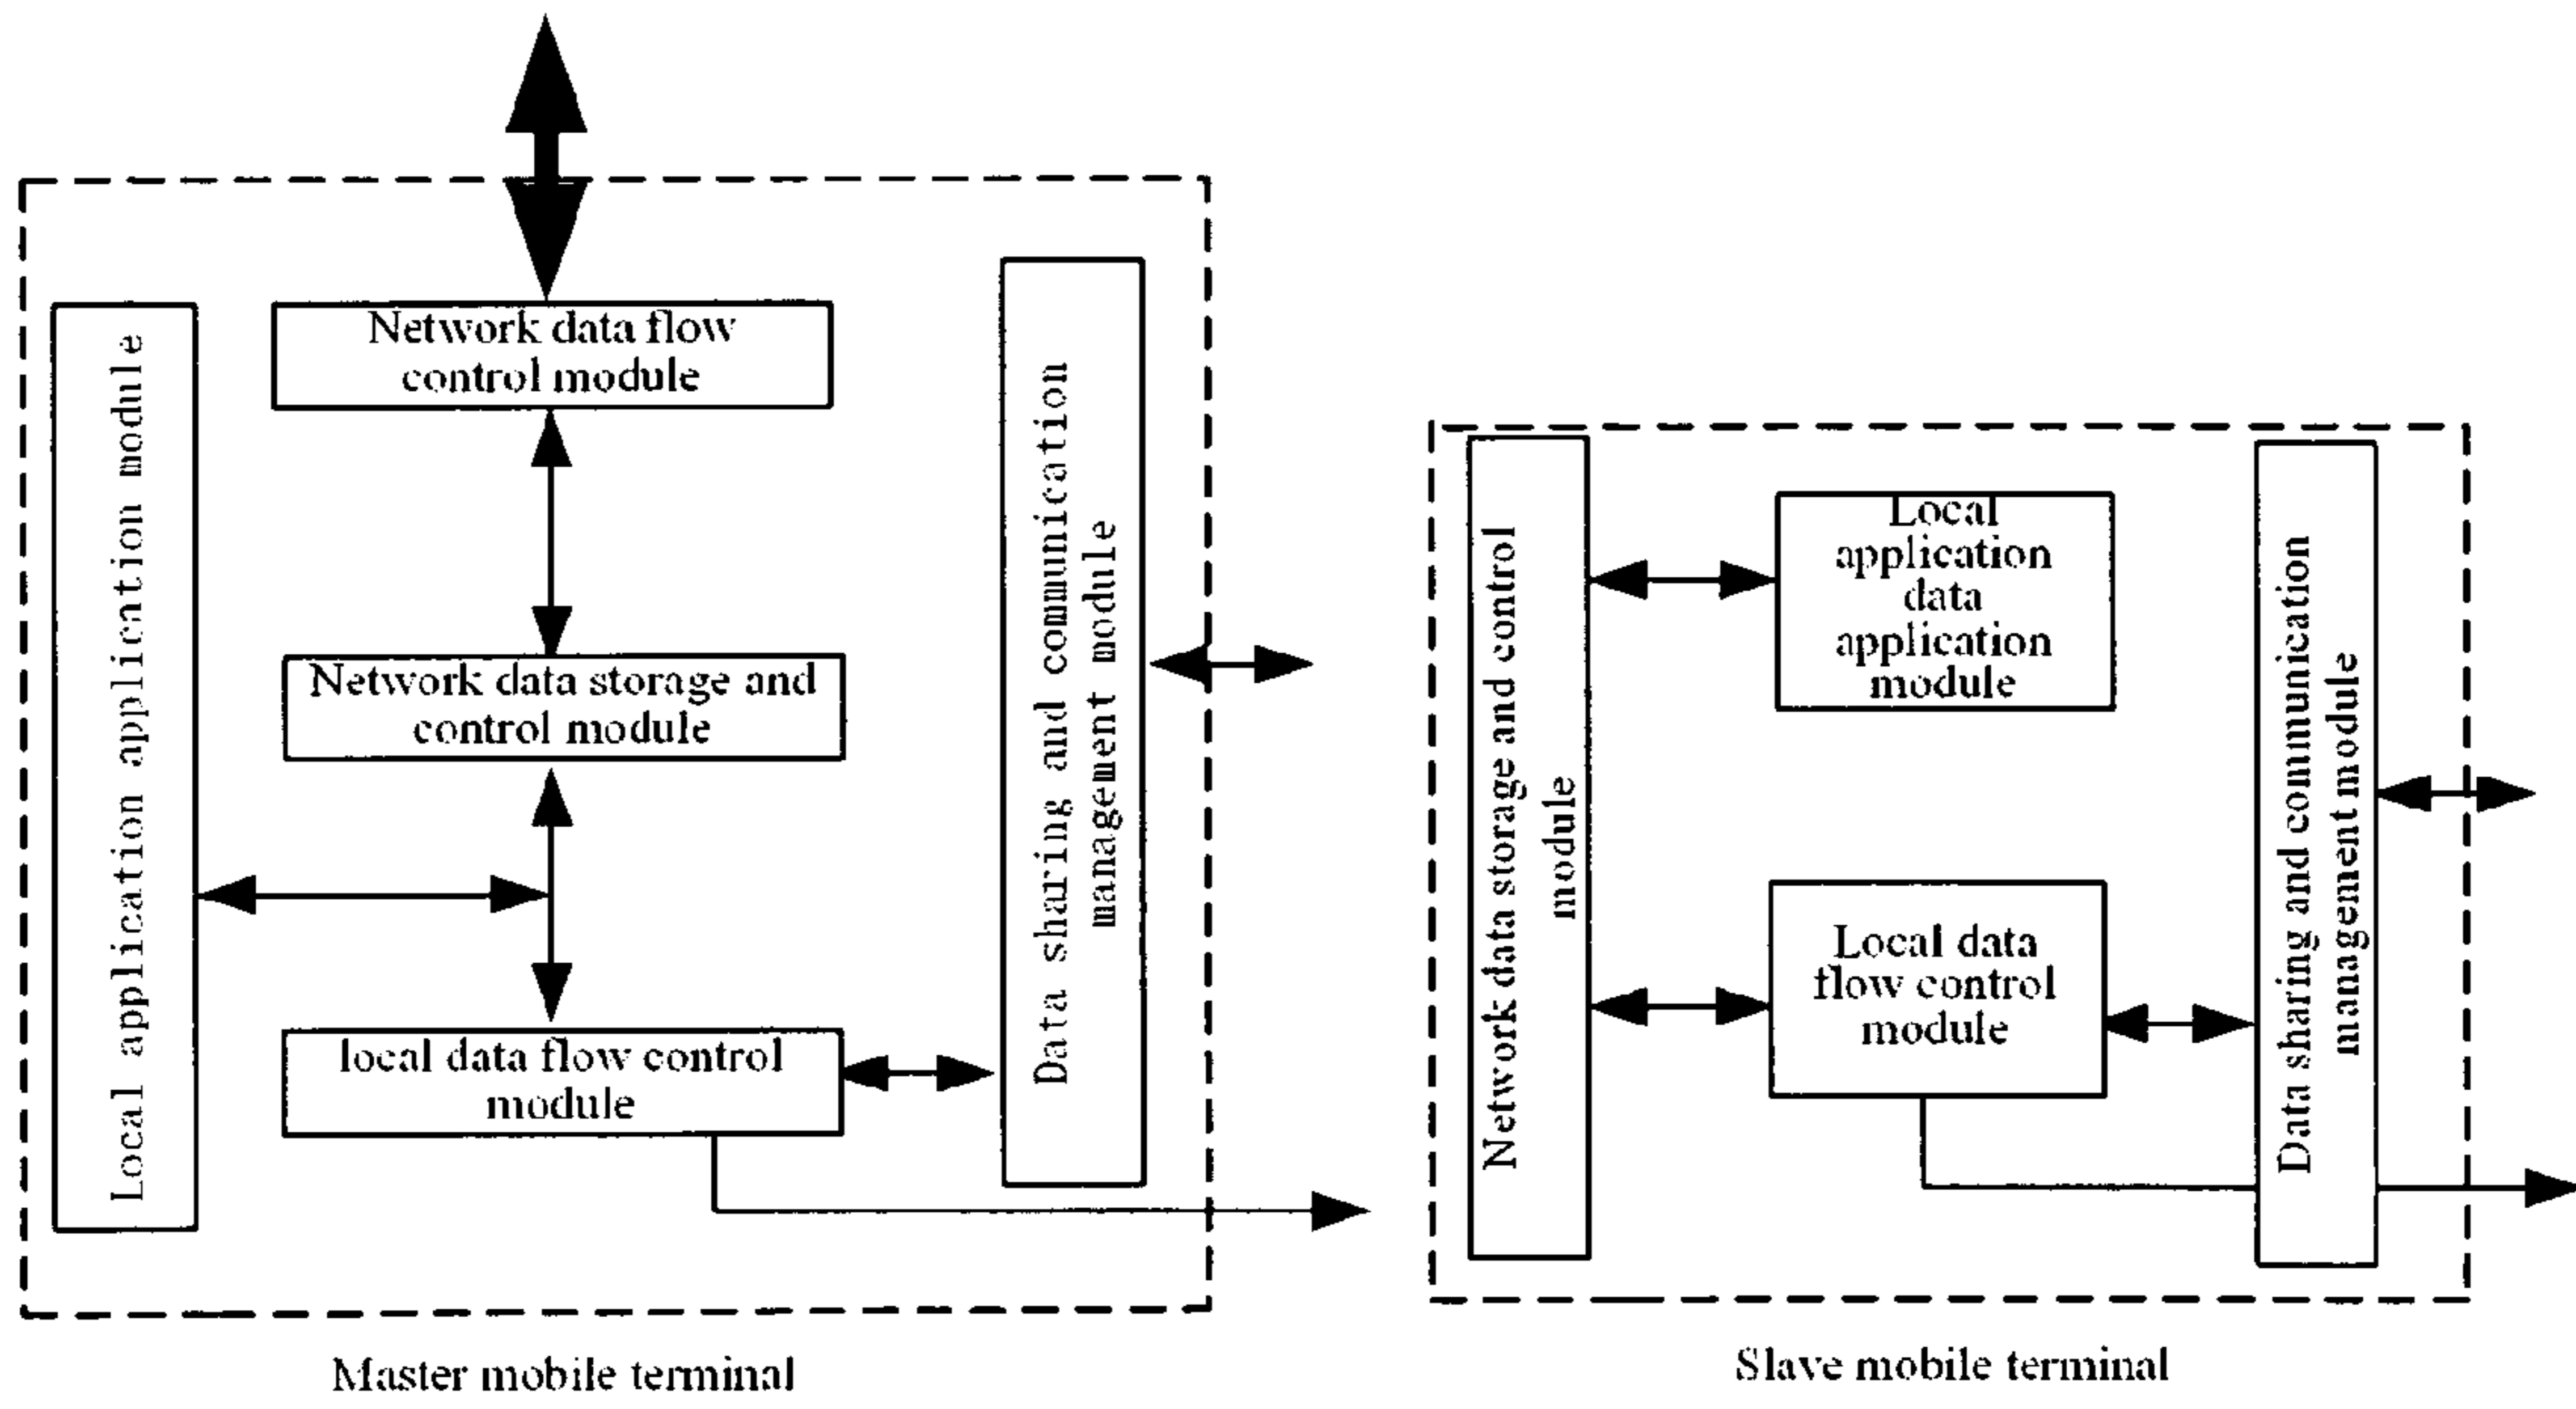 Local application application module
Network data flow
control module
Network data storage and
control module
local data flow control
module
Data sharing and communication
management module
Master mobile terminal
Network data storage and control
module
Local
application
data
application
module
Local data
flow control
module
Data sharing and communication
management module
Slave mobile terminal